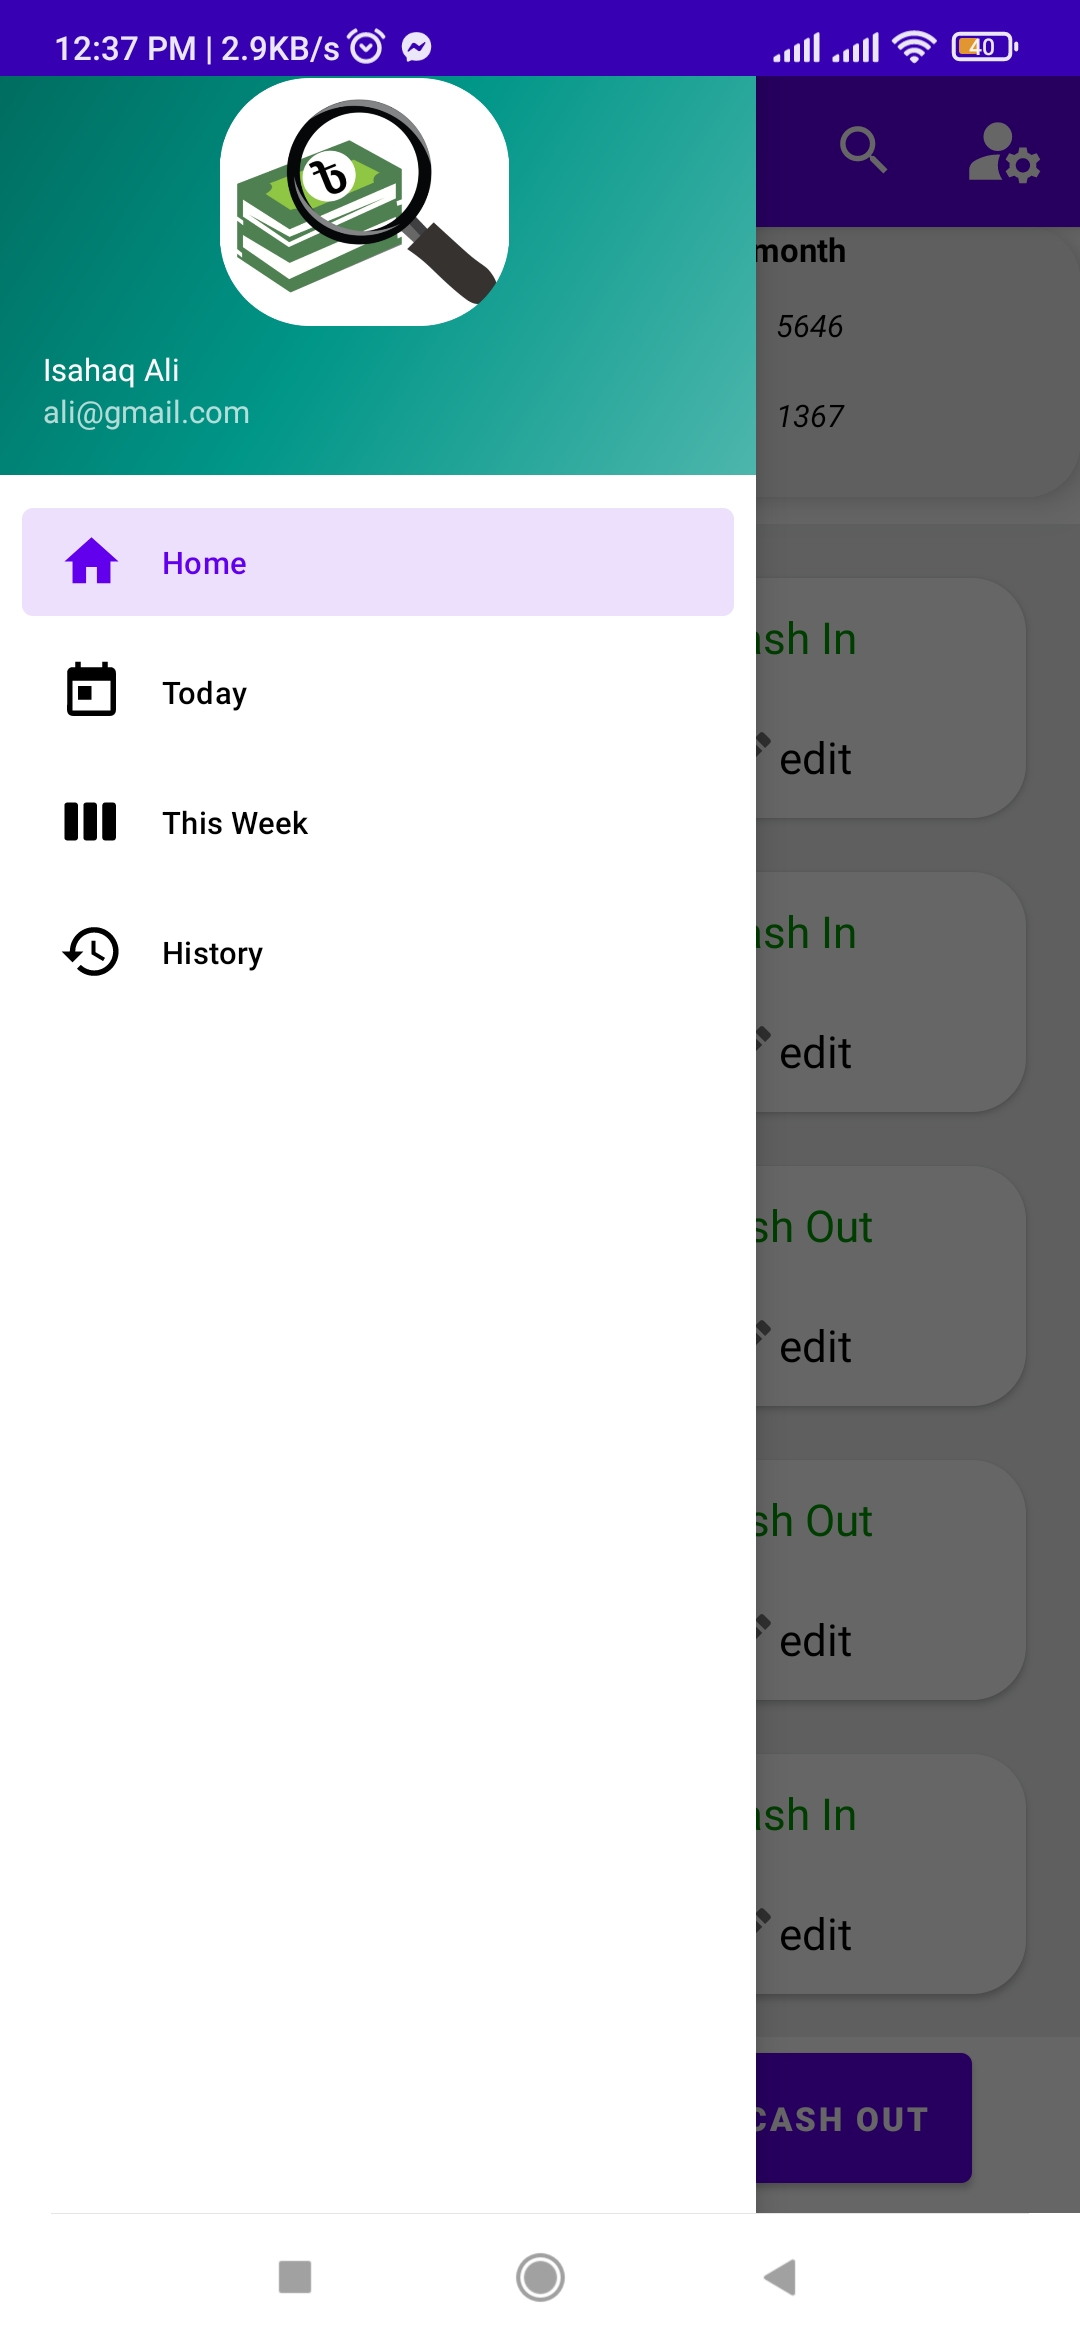 12:37 PM | 2.9KB/s
40
৳
Isahaq Ali
ali@gmail.com
Home
Today
This Week
History
month
5646
1367
ash In
edit
ash In
edit
sh Out
edit
sh Out
edit
ash In
edit
CASH OUT